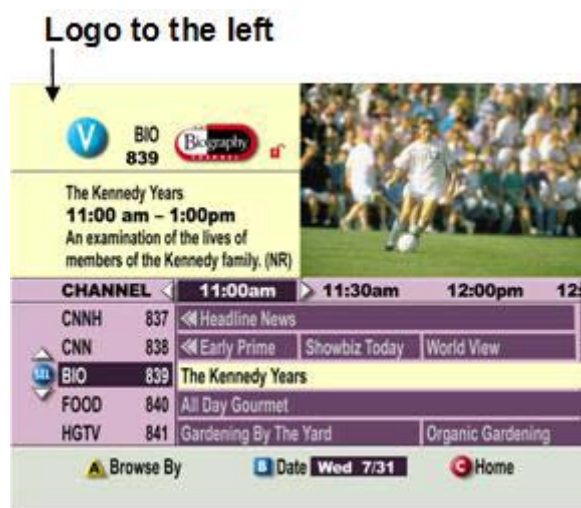 Logo to the left
V
BIO
839
Biography
CHANNEL
The Kennedy Years
11:00 am – 1:00pm
An examination of the lives of
members of the Kennedy family. (NR)
CHANNEL 11:00am 11:30am 12:00pm 12:
CNNH 837 Headline News
CNN 838 Early Prime Showbiz Today World View
SEL BIO 839 The Kennedy Years
FOOD 840 All Day Gourmet
HGTV 841 Gardening By The Yard Organic Gardening
A Browse By B Date Wed 7/31 C Home